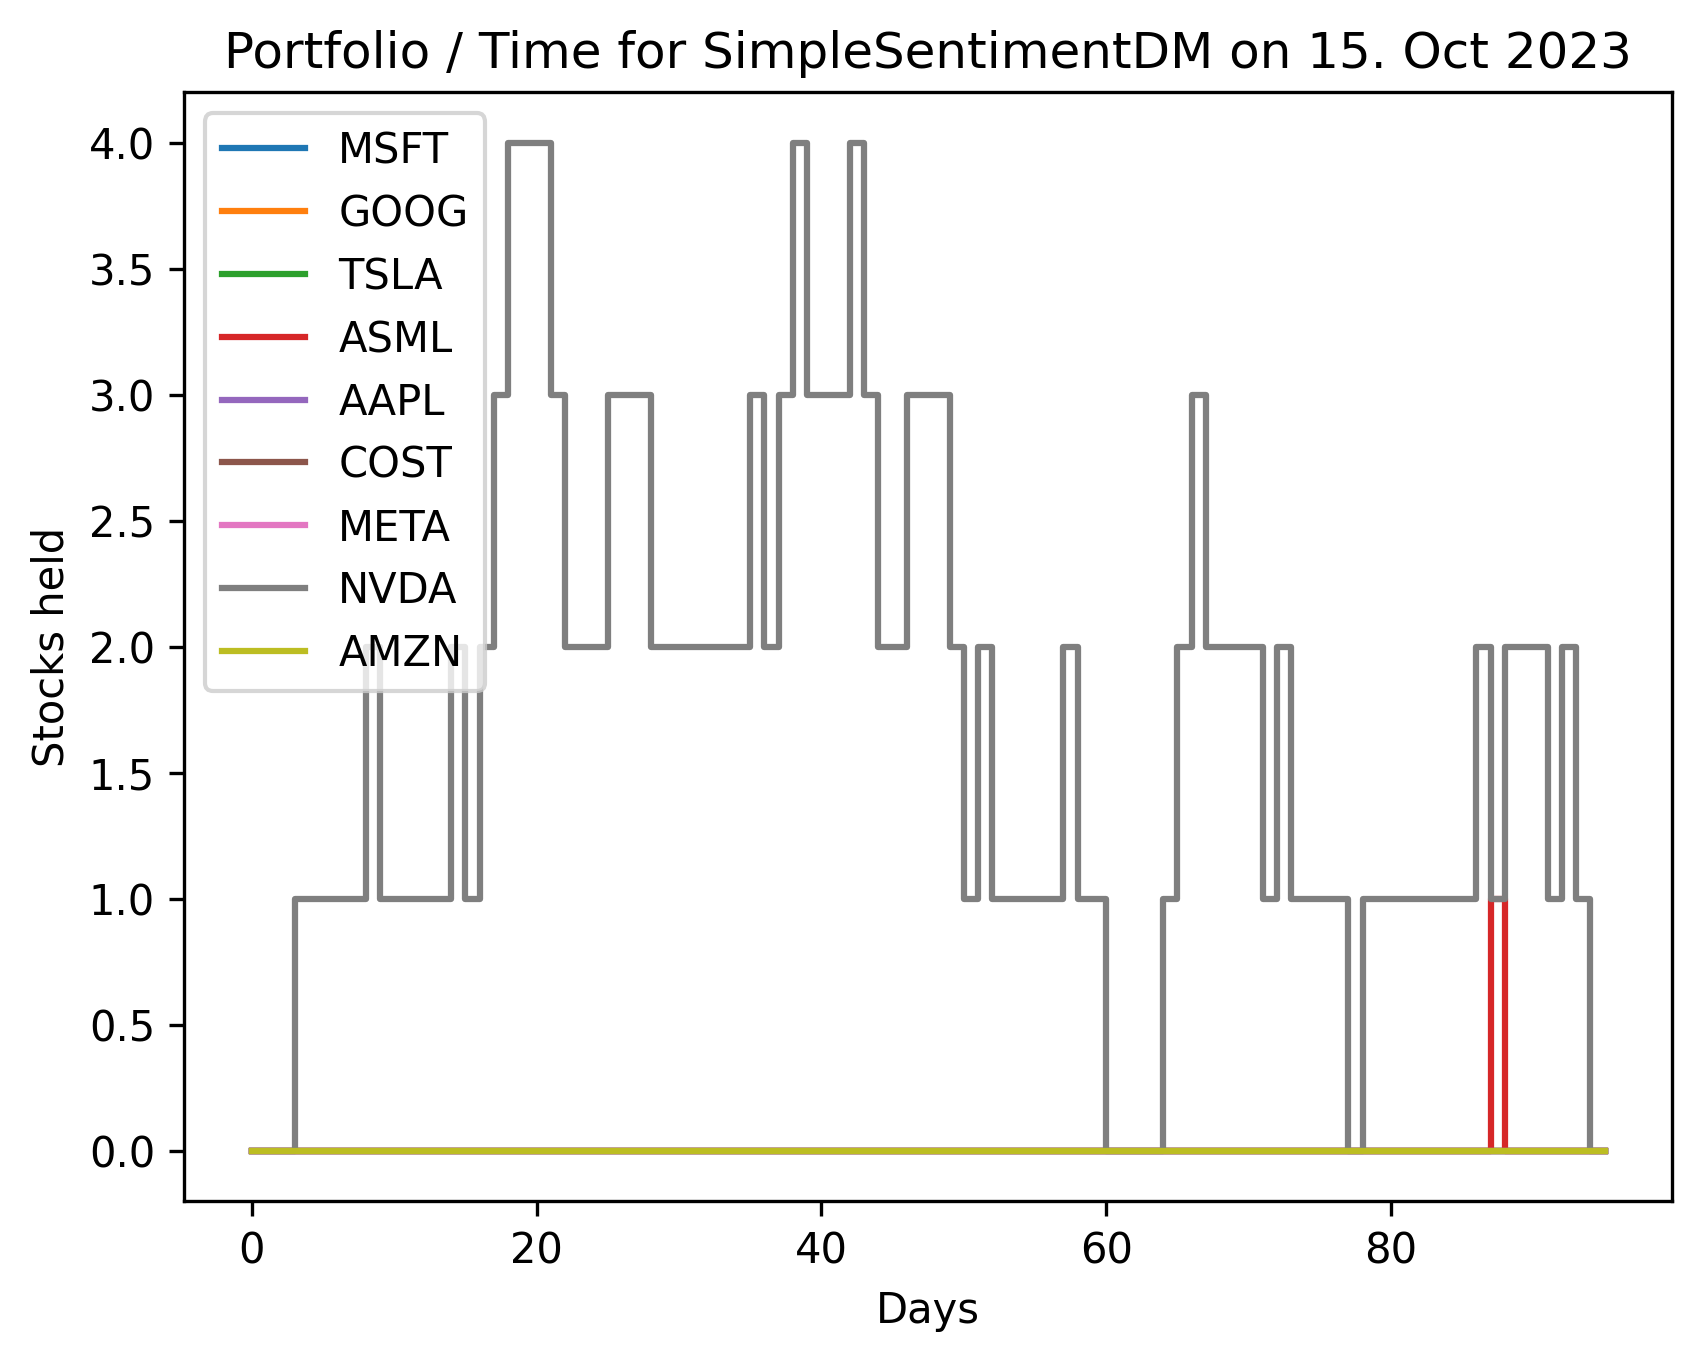 Portfolio / Time for SimpleSentimentDM on 15. Oct 2023
MSFT
GOOG
TSLA
ASML
AAPL
COST
META
NVDA
AMZN
4.0
3.5
3.0
2.5
2.0
1.5
1.0
0.5
0.0
Stocks held
0 20 40 60 80
Days